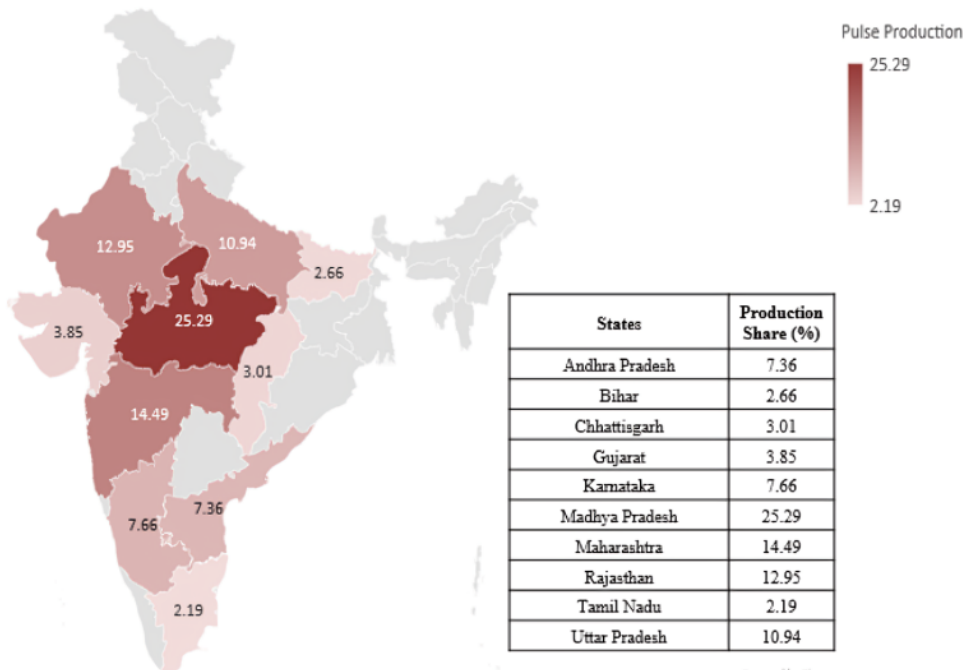 Pulse Production
25.29
2.19
12.95
10.94
2.66
25.29
3.85
3.01
14.49
7.36
7.66
2.19
States Production Share (%)
Andhra Pradesh 7.36
Bihar 2.66
Chhattisgarh 3.01
Gujarat 3.85
Karnataka 7.66
Madhya Pradesh 25.29
Maharashtra 14.49
Rajasthan 12.95
Tamil Nadu 2.19
Uttar Pradesh 10.94